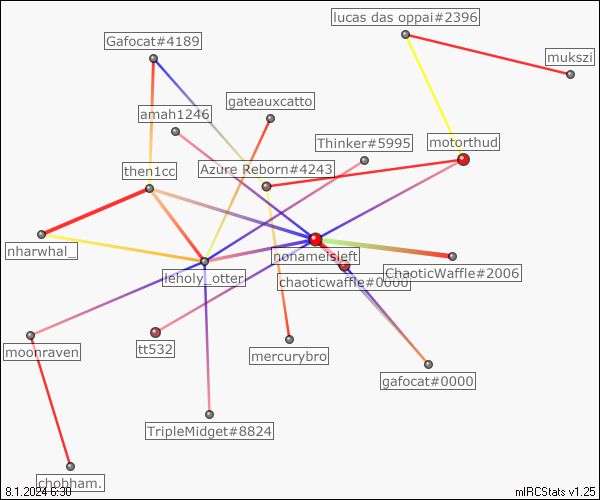 lucas das oppai#2396
Gafocat#4189
mukszi
gateauxcatto
amah1246
Thinker#5995
motorthud
then1cc
Azure Reborn#4243
nharwhal_
nonameisleft
leholy_otter
chaoticwaffle#0000
ChaoticWaffle#2006
moonraven
tt532
mercurybro
gafocat#0000
TripleMidget#8824
chobham.
8.1.2024 6:30
mIRCStats v1.25